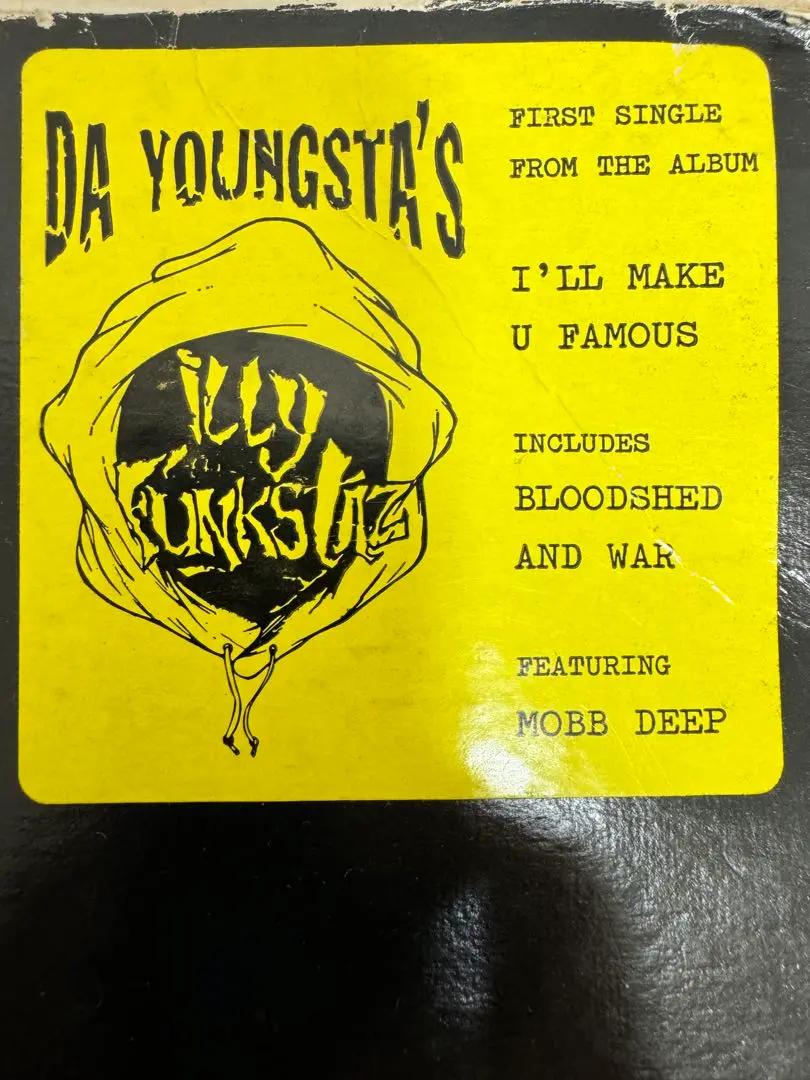 DA YOUNGSTA'S
illy
FUNKSTAZ
FIRST SINGLE
FROM THE ALBUM
I'LL MAKE
U FAMOUS
INCLUDES
BLOODSHED
AND WAR
FEATURING
MOBB DEEP